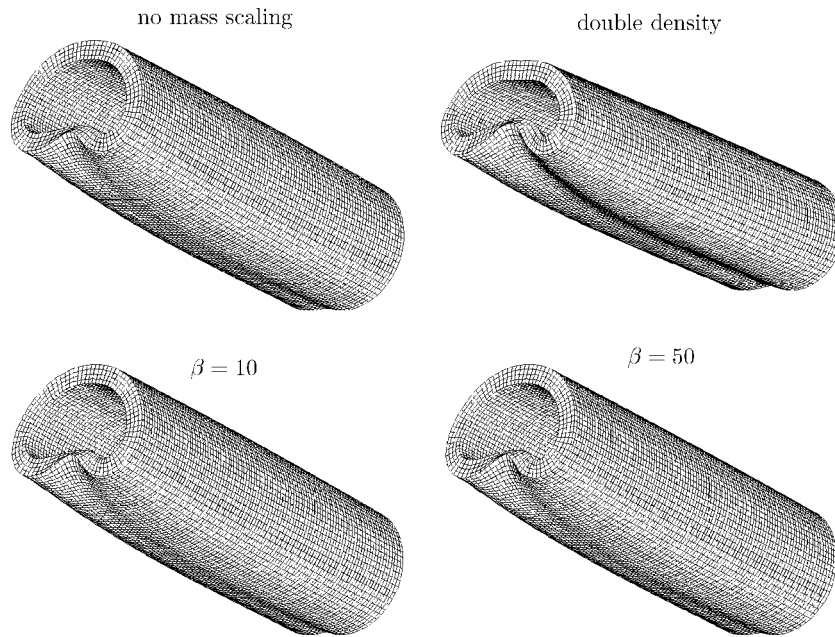 no mass scaling
double density
β = 10
β = 50